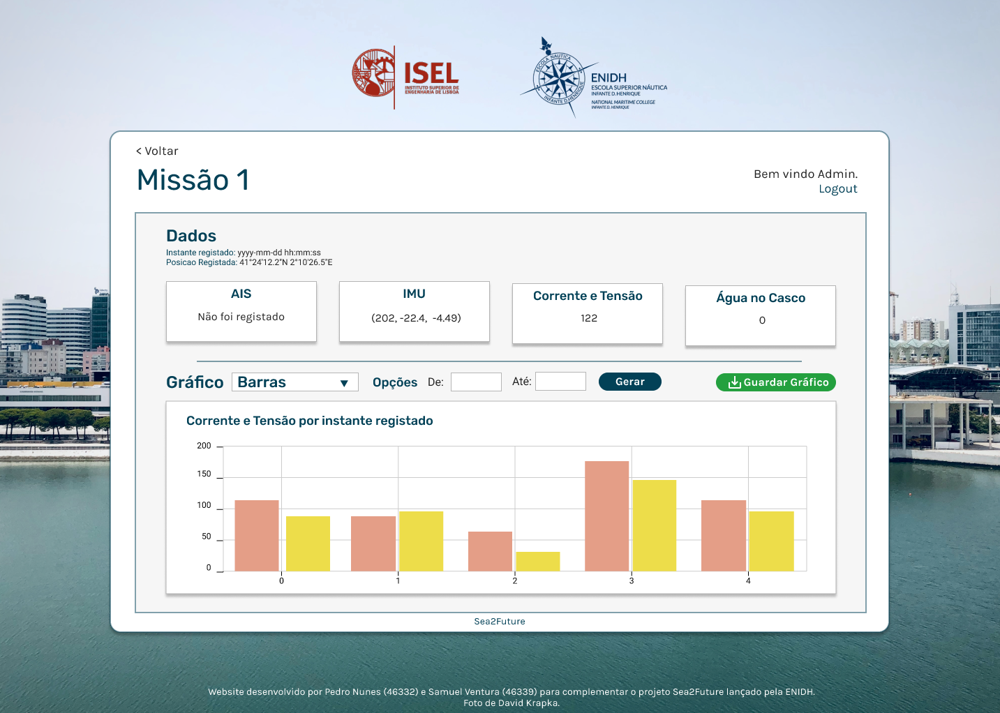 ISEL
INSTITUTO SUPERIOR DE
ENGENHARIA DE LISBOA
ESCOLA NÁUTICA
INFANTE D. HENRIQUE
ENIDH
ESCOLA SUPERIOR NÁUTICA
INFANTE D. HENRIQUE
NATIONAL MARITIME COLLEGE
INFANTE D. HENRIQUE
< Voltar
Missão 1
Bem vindo Admin.
Logout
Dados
Instante registado: yyyy-mm-dd hh:mm:ss
Posicao Registada: 41°24'12.2"N 2°10'26.5"E
AIS
Não foi registado
IMU
(202, -22.4,  -4.49)
Corrente e Tensão
122
Água no Casco
0
Gráfico Barras ▼ Opções De: Até: Gerar Guardar Gráfico
Corrente e Tensão por instante registado
200
150
100
50
0
0 1 2 3 4
Sea2Future
Website desenvolvido por Pedro Nunes (46332) e Samuel Ventura (46339) para complementar o projeto Sea2Future lançado pela ENIDH.
Foto de David Krapka.